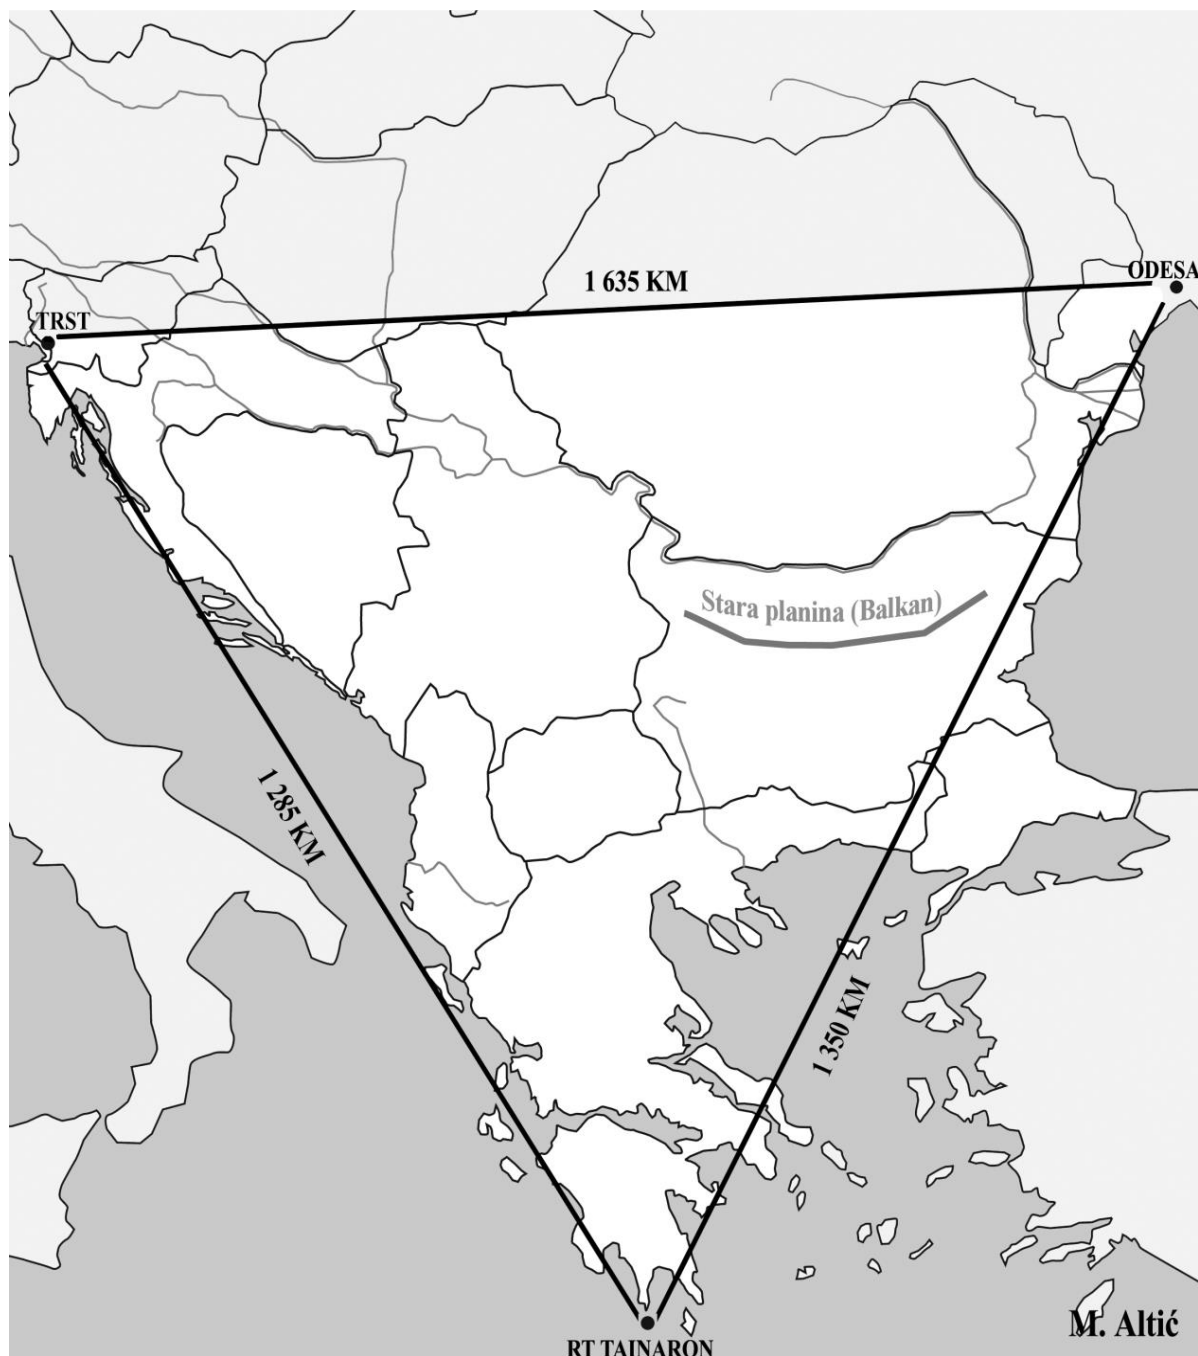 ODESA
1 635 KM
TRST
Stara planina (Balkan)
1 285 KM
1 350 KM
M. Altić
RT TAINARON